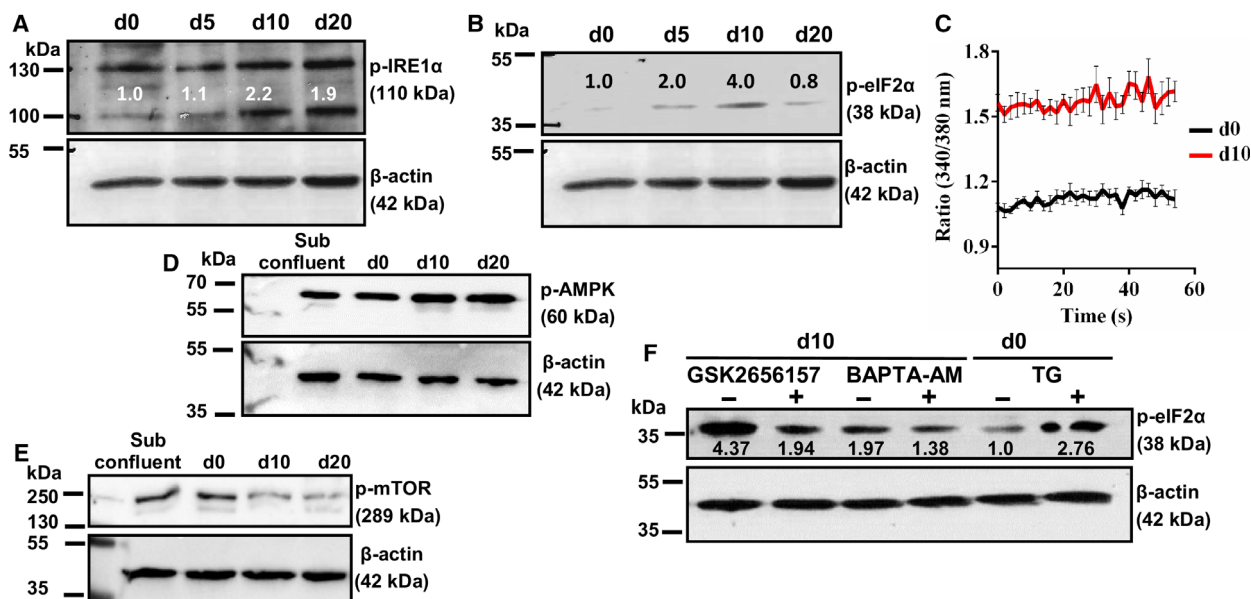 A
d0 d5 d10 d20
kDa
130
100
55
1.0 1.1 2.2 1.9
p-IRE1α
(110 kDa)
β-actin
(42 kDa)
B
d0 d5 d10 d20
55
35
55
1.0 2.0 4.0 0.8
p-eIF2α
(38 kDa)
β-actin
(42 kDa)
C
Ratio (340/380 nm)
1.8
1.5
1.2
0.9
0 20 40 60
Time (s)
d0
d10
D
kDa
Sub
confluent d0 d10 d20
70
55
55
35
p-AMPK
(60 kDa)
β-actin
(42 kDa)
E
kDa
Sub
confluent d0 d10 d20
250
130
55
35
p-mTOR
(289 kDa)
β-actin
(42 kDa)
F
d10 d0
GSK2656157 BAPTA-AM TG
– + – + – +
kDa
35
55
35
4.37 1.94 1.97 1.38 1.0 2.76
p-eIF2α
(38 kDa)
β-actin
(42 kDa)